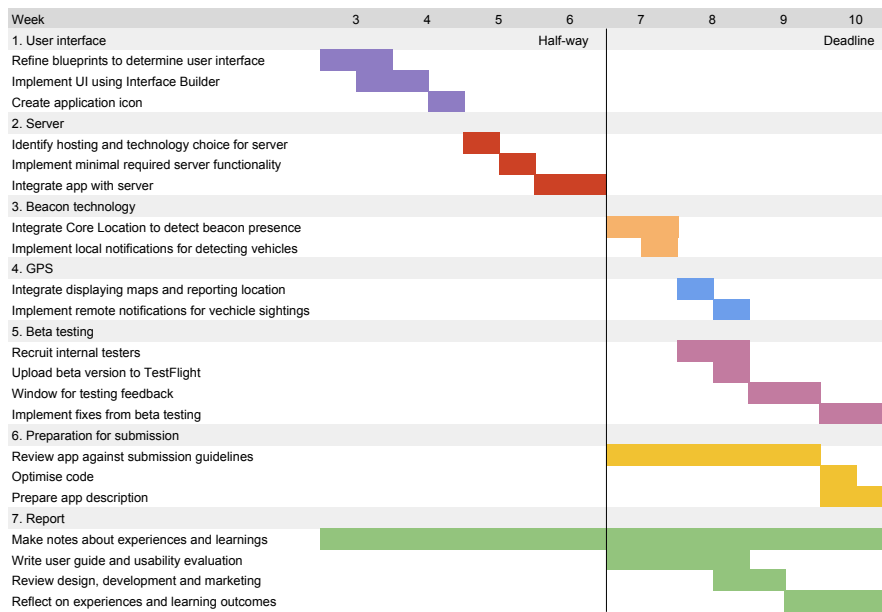 Week 3 4 5 6 7 8 9 10
1. User interface Half-way Deadline
Refine blueprints to determine user interface
Implement UI using Interface Builder
Create application icon
2. Server
Identify hosting and technology choice for server
Implement minimal required server functionality
Integrate app with server
3. Beacon technology
Integrate Core Location to detect beacon presence
Implement local notifications for detecting vehicles
4. GPS
Integrate displaying maps and reporting location
Implement remote notifications for vechicle sightings
5. Beta testing
Recruit internal testers
Upload beta version to TestFlight
Window for testing feedback
Implement fixes from beta testing
6. Preparation for submission
Review app against submission guidelines
Optimise code
Prepare app description
7. Report
Make notes about experiences and learnings
Write user guide and usability evaluation
Review design, development and marketing
Reflect on experiences and learning outcomes